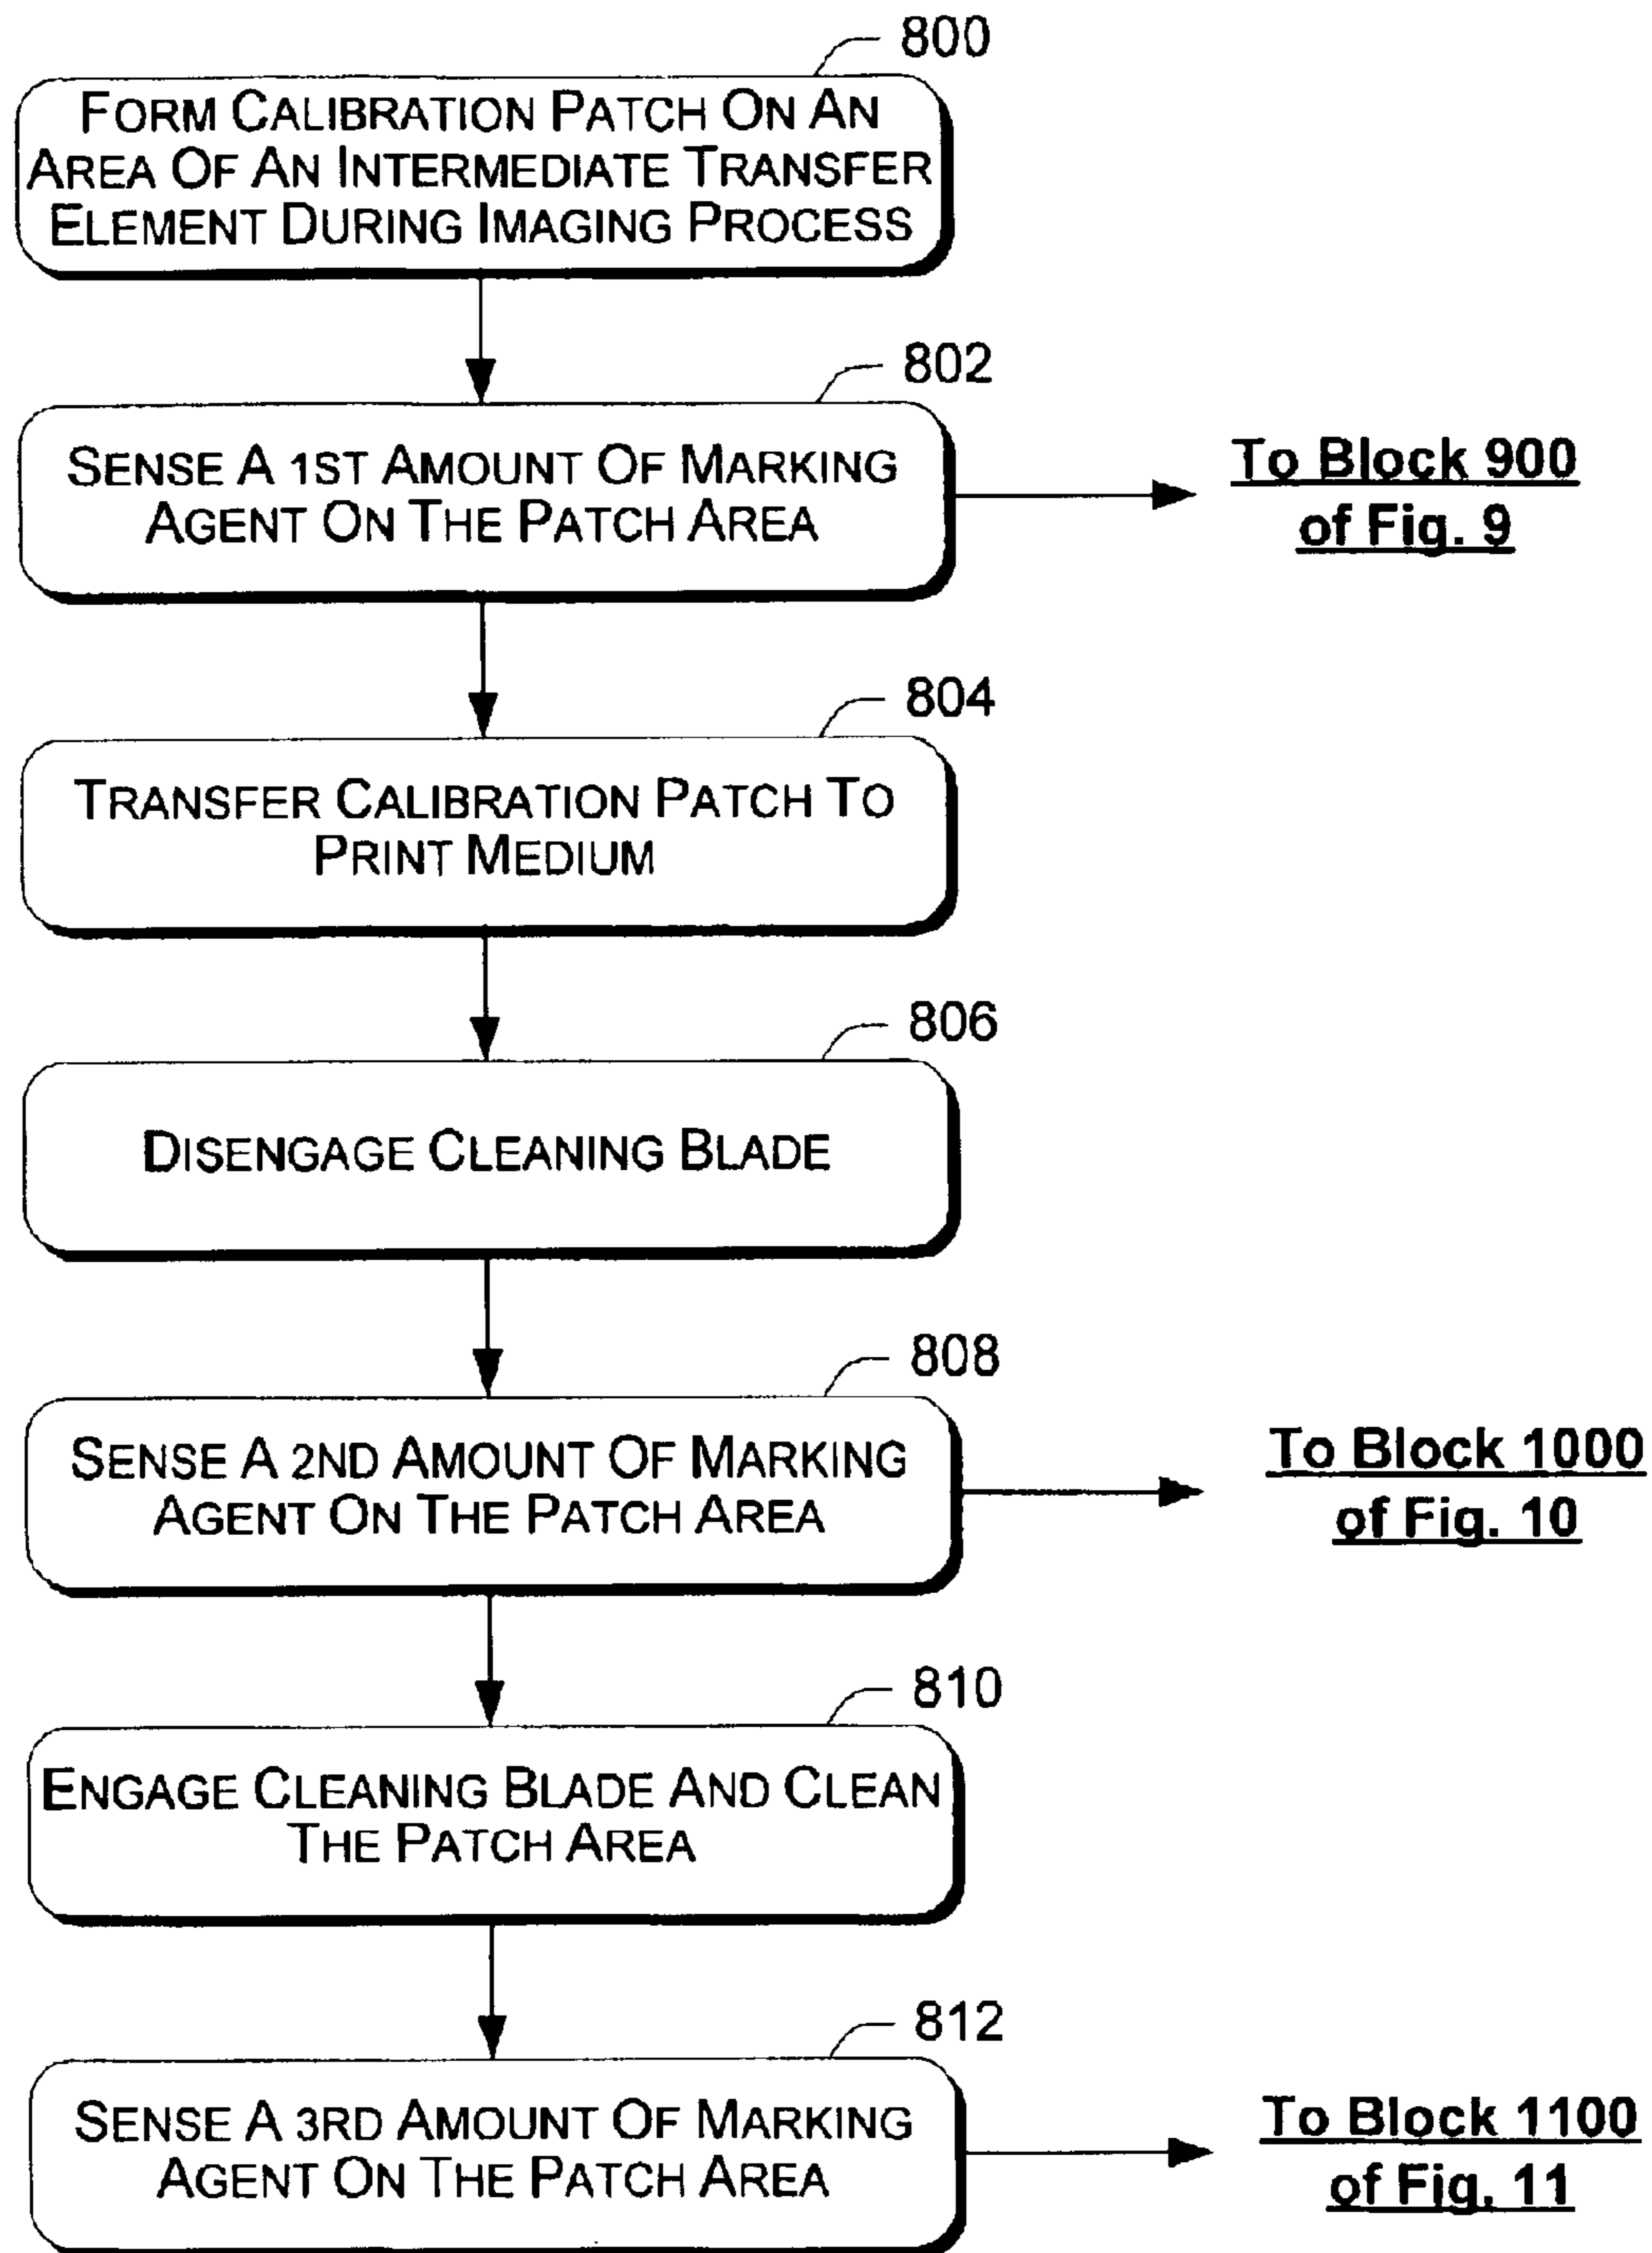 800
FORM CALIBRATION PATCH ON AN
AREA OF AN INTERMEDIATE TRANSFER
ELEMENT DURING IMAGING PROCESS
802
SENSE A 1ST AMOUNT OF MARKING
AGENT ON THE PATCH AREA
To Block 900
of Fig. 9
804
TRANSFER CALIBRATION PATCH TO
PRINT MEDIUM
806
DISENGAGE CLEANING BLADE
808
SENSE A 2ND AMOUNT OF MARKING
AGENT ON THE PATCH AREA
To Block 1000
of Fig. 10
810
ENGAGE CLEANING BLADE AND CLEAN
THE PATCH AREA
812
SENSE A 3RD AMOUNT OF MARKING
AGENT ON THE PATCH AREA
To Block 1100
of Fig. 11